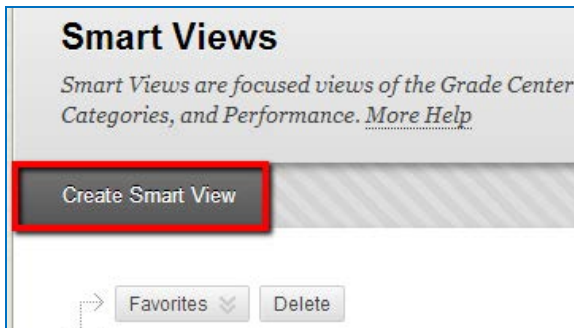 Smart Views
Smart Views are focused views of the Grade Center
Categories, and Performance. More Help
Create Smart View
Favorites Delete